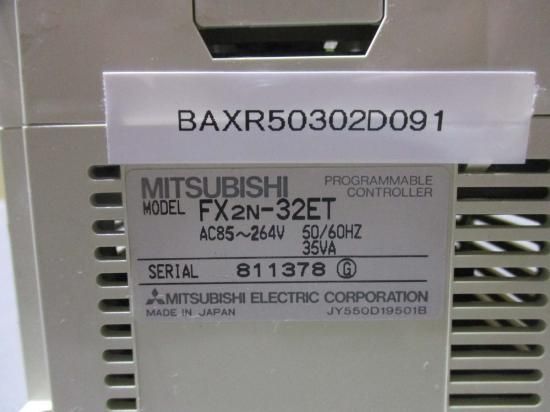 BAXR50302D091
MITSUBISHI PROGRAMMABLE CONTROLLER
MODEL FX2N-32ET
AC85~264V 50/60HZ
35VA
SERIAL 811378 G
MITSUBISHI ELECTRIC CORPORATION
MADE IN JAPAN JY550D19501B